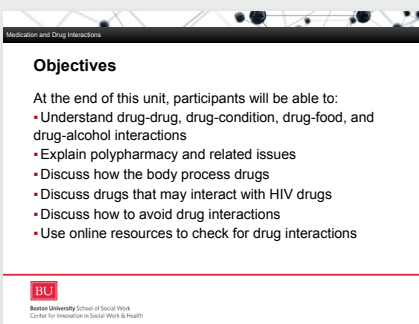 Medication and Drug Interactions
Objectives
At the end of this unit, participants will be able to:
▪Understand drug-drug, drug-condition, drug-food, and
drug-alcohol interactions
▪Explain polypharmacy and related issues
▪Discuss how the body process drugs
▪Discuss drugs that may interact with HIV drugs
▪Discuss how to avoid drug interactions
▪Use online resources to check for drug interactions
BU
Boston University School of Social Work
Center for Innovation in Social Work & Health